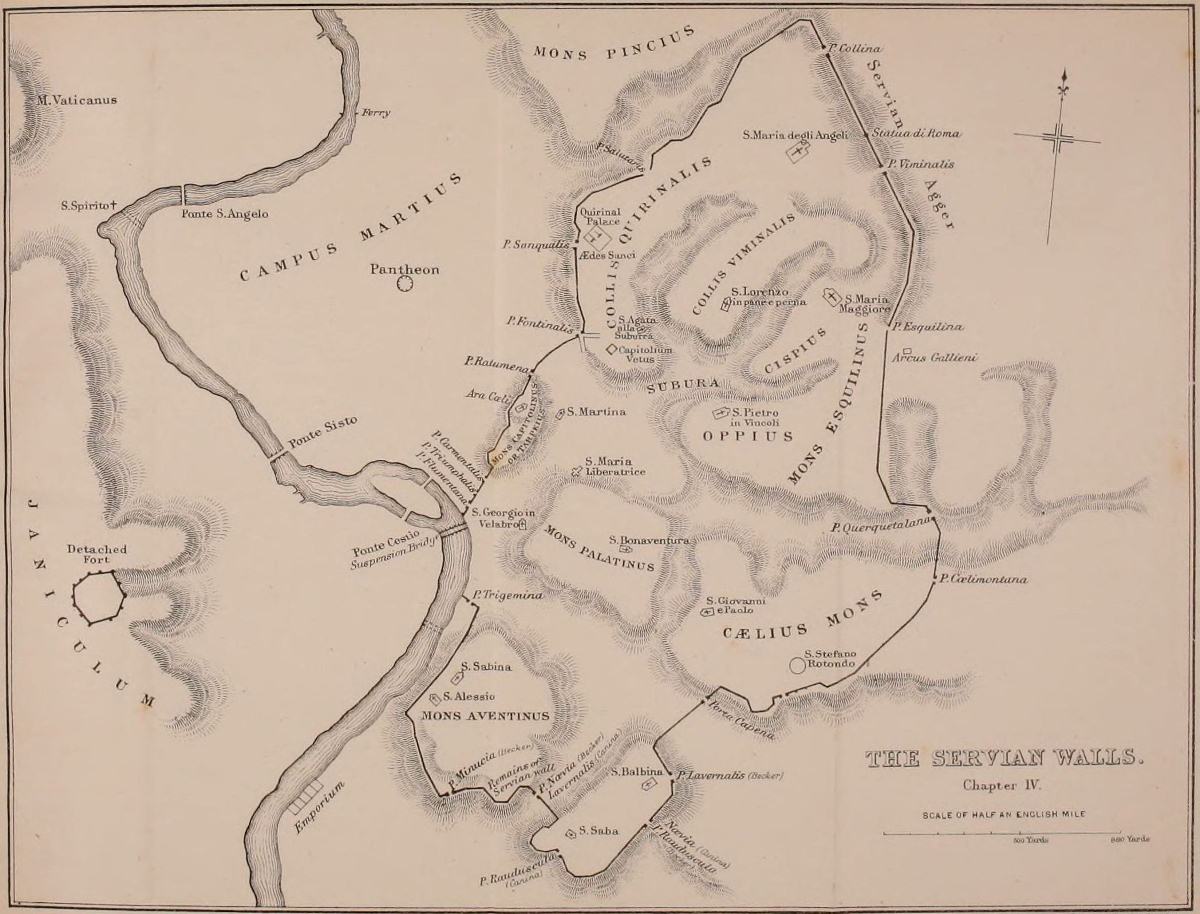 MONS PINCIUS
P. Collina
Servian
Agger
M. Vaticanus
Ferry
Statua di Roma
S. Maria degli Angeli
P. Salutaris
P. Viminalis
S. Spirito
Ponte S. Angelo
CAMPUS MARTIUS
Pantheon
Quirinal
Palace
P. Sanqualis
Ædes Sanci
COLLIS QUIRINALIS
COLLIS VIMINALIS
S. Lorenzo
in pane e perna
S. Maria
Maggiore
P. Fontinalis
S. Agata
alla
Suburra
Capitolium
Vetus
P. Esquilina
Arcus Gallieni
CISPIUS
P. Ratumena
SUBURA
Ara Cœli
MONS CAPITOLINUS
OR TARPEIUS
S. Martina
S. Pietro
in Vincoli
OPPIUS
MONS ESQUILINUS
Ponte Sisto
P. Carmentalis
P. Triumphalis
P. Flumentana
S. Maria
Liberatrice
S. Georgio in
Velabro
P. Querquetulana
JANICULUM
Detached
Fort
Ponte Cestio
Suspension Bridge
MONS PALATINUS
S. Bonaventura
P. Cœlimontana
P. Trigemina
S. Giovanni
e Paolo
CÆLIUS MONS
S. Stefano
Rotondo
S. Sabina
S. Alessio
MONS AVENTINUS
Porta Capena
P. Minucia (Becker)
Remains of
Servian wall
P. Nævia (Becker)
Lavernalis (Canina)
S. Balbina
P. Lavernalis (Becker)
Emporium
S. Saba
Nævia (Canina)
P. Raudusculа
P. Rauduscula
(Canina)
THE SERVIAN WALLS.
Chapter IV.
SCALE OF HALF AN ENGLISH MILE
500 Yards
880 Yards